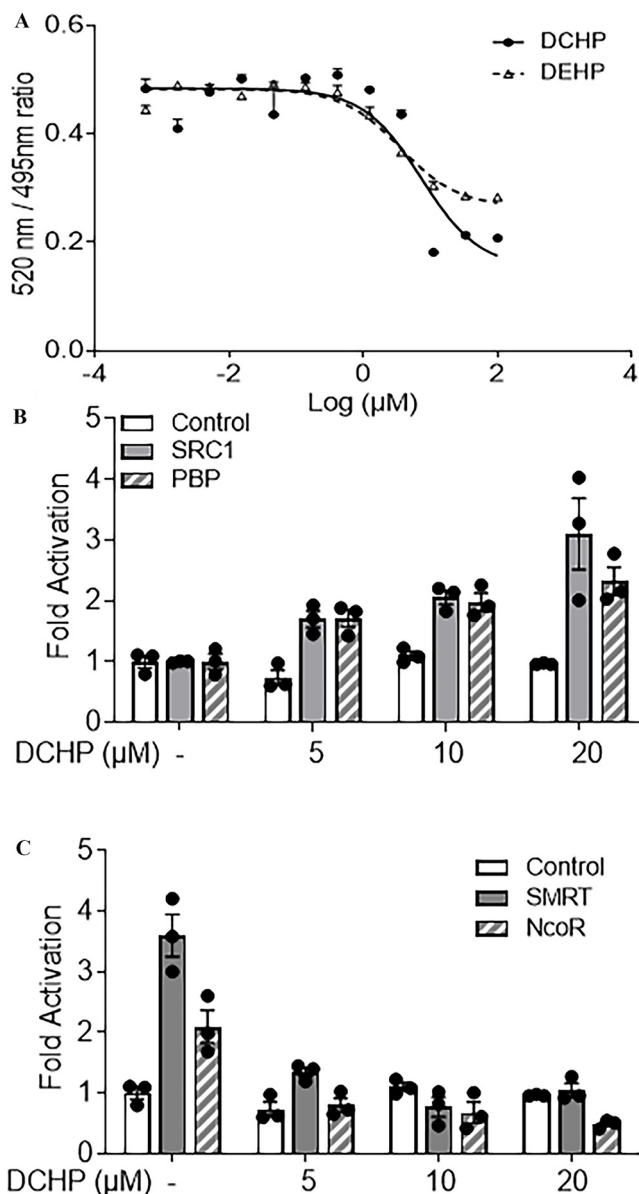 A
0.6
0.4
0.2
0.0
520 nm / 495nm ratio
DCHP
DEHP
-4 -2 0 2 4
Log (µM)
B
5
4
3
2
1
0
Fold Activation
Control
SRC1
PBP
DCHP (µM) - 5 10 20
C
5
4
3
2
1
0
Fold Activation
Control
SMRT
NcoR
DCHP (µM) - 5 10 20